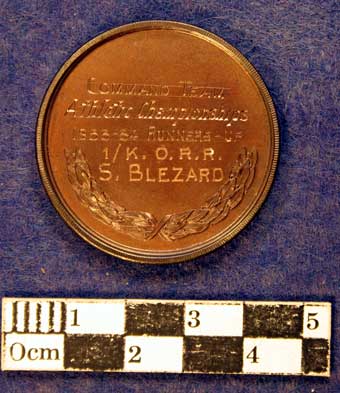 COMMAND TEAM
Athletic Championships
1933-34 RUNNERS-UP
1/K. O. R. R.
S. BLEZARD
1 3 5
0cm 2 4